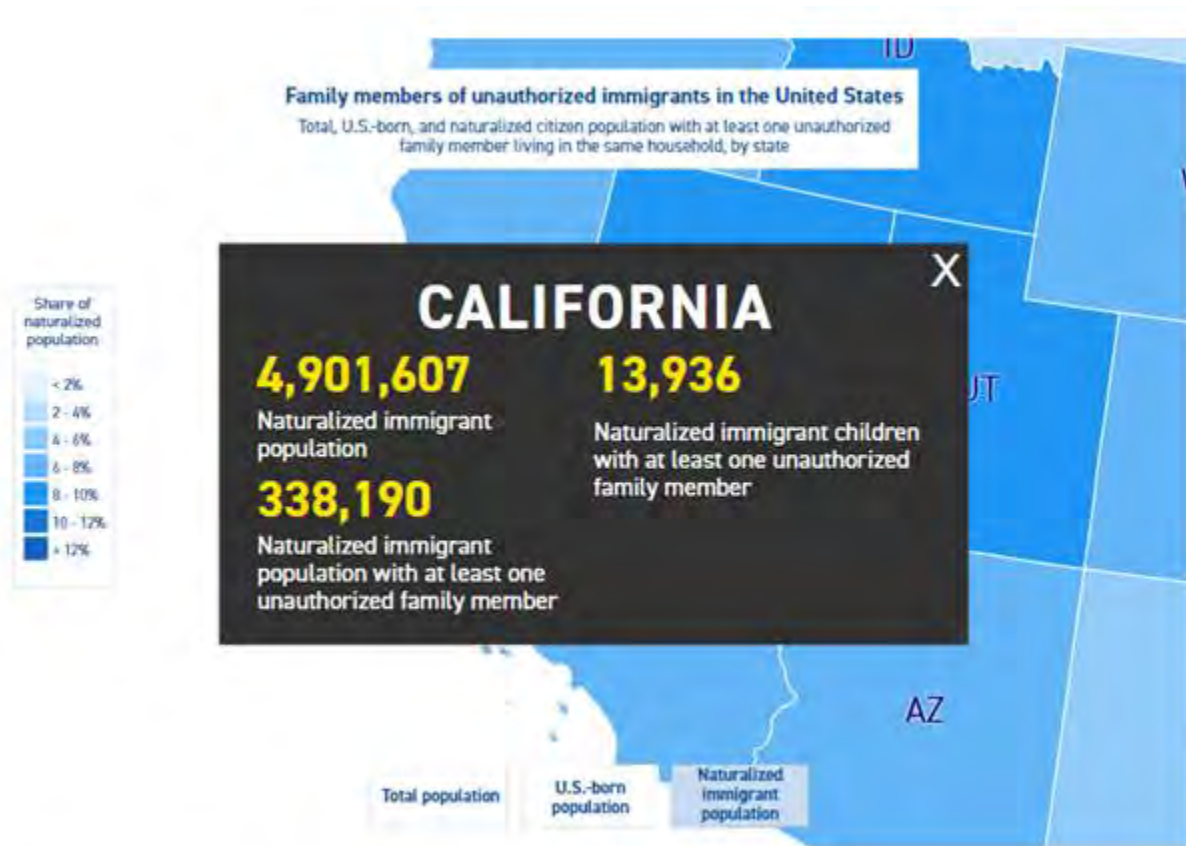 ID
Family members of unauthorized immigrants in the United States
Total, U.S.-born, and naturalized citizen population with at least one unauthorized
family member living in the same household, by state
X
CALIFORNIA
4,901,607
Naturalized immigrant
population
338,190
Naturalized immigrant
population with at least one
unauthorized family member
13,936
Naturalized immigrant children
with at least one unauthorized
family member
Share of
naturalized
population
< 2%
2 - 4%
4 - 6%
6 - 8%
8 - 10%
10 - 12%
+ 12%
UT
AZ
Total population
U.S.-born
population
Naturalized
immigrant
population